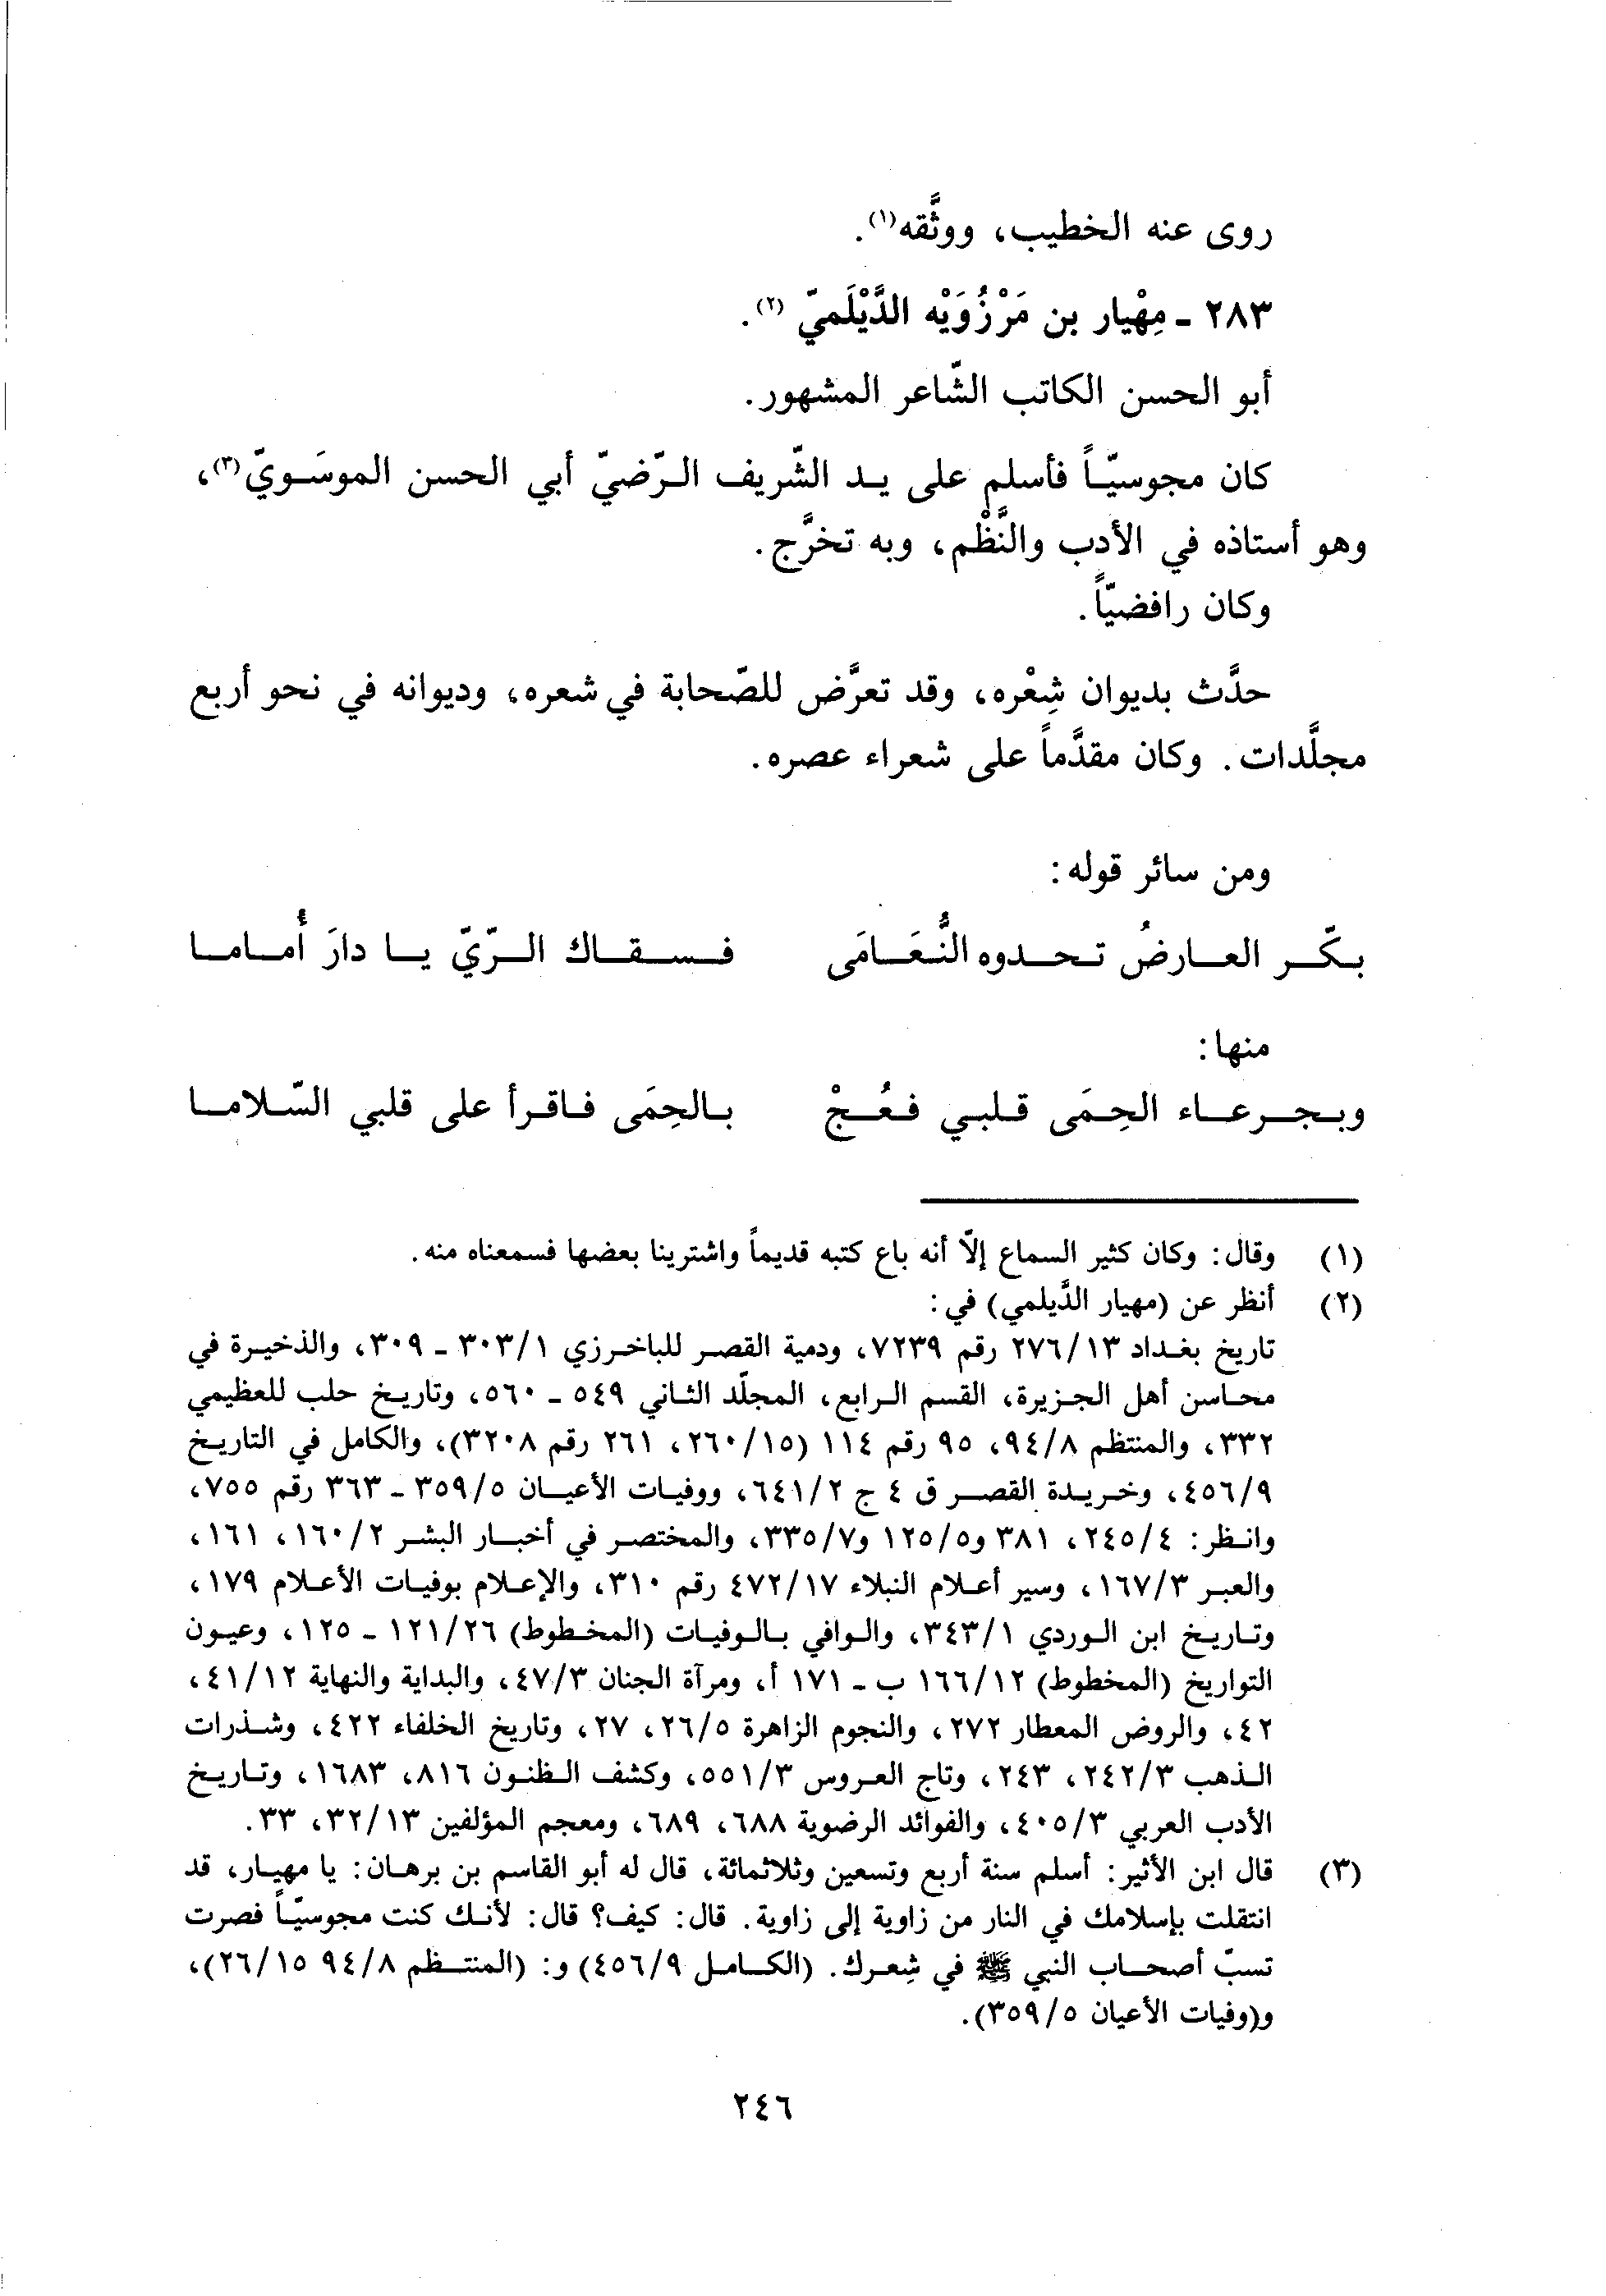 روى عنه الخطيب، ووثَّقه(١).
٢٨٣ ـ مِهْيار بن مَرْزُوَيْه الدَّيْلَميّ (٢).
أبو الحسن الكاتب الشّاعر المشهور.
كان مجوسيّاً فأسلم على يد الشّريف الرّضيّ أبي الحسن الموسَويّ(٣)،
وهو أستاذه في الأدب والنَّظْم، وبه تخرَّج.
وكان رافضيّاً.
حدَّث بديوان شِعْره، وقد تعرَّض للصّحابة في شعره، وديوانه في نحو أربع
مجلَّدات. وكان مقدَّماً على شعراء عصره.
ومن سائر قوله:
بكّر العارضُ تحدوه النُّعَامَى فسقاك الرّيّ يا دارَ أُماما
منها:
وبجرعاء الحِمَى قلبي فعُجْ بالحِمَى فاقرأ على قلبي السّلاما
(١) وقال: وكان كثير السماع إلاّ أنه باع كتبه قديماً واشترينا بعضها فسمعناه منه.
(٢) أنظر عن (مهيار الدَّيلمي) في:
تاريخ بغداد ٢٧٦/١٣ رقم ٧٢٣٩، ودمية القصر للباخرزي ٣٠٣/١ ـ ٣٠٩، والذخيرة في
محاسن أهل الجزيرة، القسم الرابع، المجلّد الثاني ٥٤٩ ـ ٥٦٠، وتاريخ حلب للعظيمي
٣٣٢، والمنتظم ٩٤/٨، ٩٥ رقم ١١٤ (٢٦٠/١٥، ٢٦١ رقم ٣٢٠٨)، والكامل في التاريخ
٤٥٦/٩، وخريدة القصر ق ٤ ج ٦٤١/٢، ووفيات الأعيان ٣٥٩/٥ ـ ٣٦٣ رقم ٧٥٥،
وانظر: ٢٤٥/٤، ٣٨١ و١٢٥/٥ و٣٣٥/٧، والمختصر في أخبار البشر ١٦٠/٢، ١٦١،
والعبر ١٦٧/٣، وسير أعلام النبلاء ٤٧٢/١٧ رقم ٣١٠، والإعلام بوفيات الأعلام ١٧٩،
وتاريخ ابن الوردي ٣٤٣/١، والوافي بالوفيات (المخطوط) ١٢١/٢٦ ـ ١٢٥، وعيون
التواريخ (المخطوط) ١٦٦/١٢ ب ـ ١٧١ أ، ومرآة الجنان ٤٧/٣، والبداية والنهاية ٤١/١٢،
٤٢، والروض المعطار ٢٧٢، والنجوم الزاهرة ٢٦/٥، ٢٧، وتاريخ الخلفاء ٤٢٢، وشذرات
الذهب ٢٤٢/٣، ٢٤٣، وتاج العروس ٥٥١/٣، وكشف الظنون ٨١٦، ١٦٨٣، وتاريخ
الأدب العربي ٤٠٥/٣، والفوائد الرضوية ٦٨٨، ٦٨٩، ومعجم المؤلفين ٣٢/١٣، ٣٣.
(٣) قال ابن الأثير: أسلم سنة أربع وتسعين وثلاثمائة، قال له أبو القاسم بن برهان: يا مهيار، قد
انتقلت بإسلامك في النار من زاوية إلى زاوية. قال: كيف؟ قال: لأنك كنت مجوسيّاً فصرت
تسبّ أصحاب النبي ﷺ في شِعرك. (الكامل ٤٥٦/٩) و: (المنتظم ٩٤/٨ ٢٦/١٥)،
و(وفيات الأعيان ٣٥٩/٥).
٢٤٦